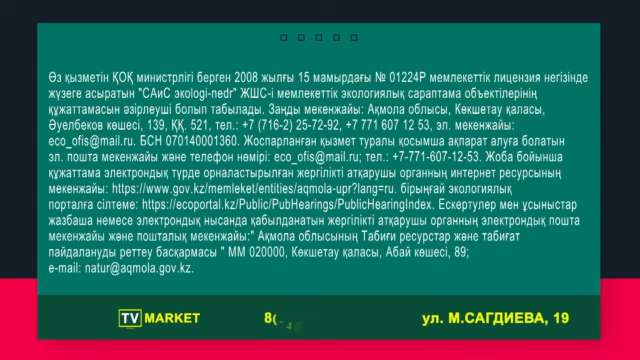 Өз қызметін ҚОҚ министрлігі берген 2008 жылғы 15 мамырдағы № 01224Р мемлекеттік лицензия негізінде
жүзеге асыратын "САиС экologi-nedr" ЖШС-і мемлекеттік экологиялық сараптама объектілерінің
құжаттамасын әзірлеуші болып табылады. Заңды мекенжайы: Ақмола облысы, Көкшетау қаласы,
Әуелбеков көшесі, 139, ҚҚ. 521, тел.: +7 (716-2) 25-72-92, +7 771 607 12 53, эл. мекенжайы:
eco_ofis@mail.ru. БСН 070140001360. Жоспарланған қызмет туралы қосымша ақпарат алуға болатын
эл. пошта мекенжайы және телефон нөмірі: eco_ofis@mail.ru; тел.: +7-771-607-12-53. Жоба бойынша
құжаттама электрондық түрде орналастырылған жергілікті атқарушы органның интернет ресурсының
мекенжайы: https://www.gov.kz/memleket/entities/aqmola-upr?lang=ru. бірыңғай экологиялық
порталға сілтеме: https://ecoportal.kz/Public/PubHearings/PublicHearingIndex. Ескертулер мен ұсыныстар
жазбаша немесе электрондық нысанда қабылданатын жергілікті атқарушы органның электрондық пошта
мекенжайы және пошталық мекенжайы:" Ақмола облысының Табиғи ресурстар және табиғат
пайдалануды реттеу басқармасы " ММ 020000, Көкшетау қаласы, Абай көшесі, 89;
e-mail: natur@aqmola.gov.kz.
TV MARKET 8( ул. М.САГДИЕВА, 19